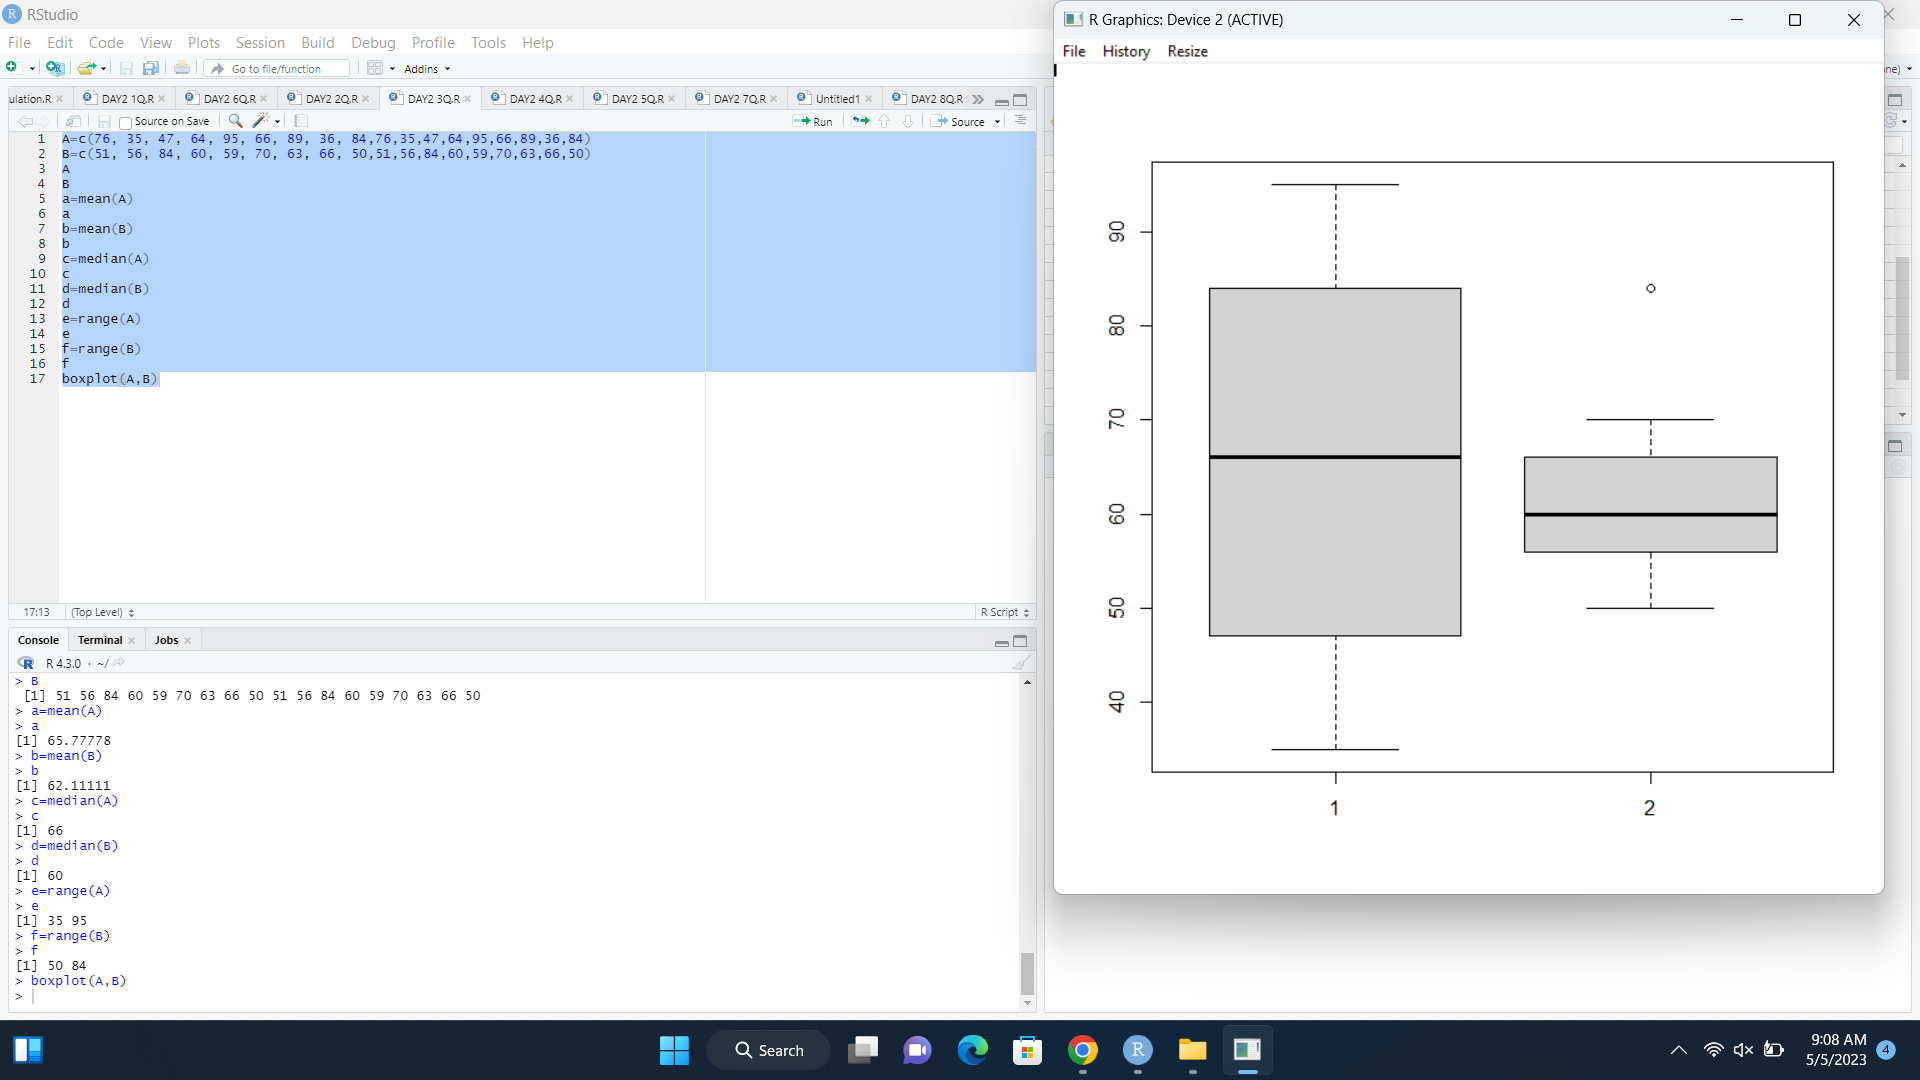 RStudio
File Edit Code View Plots Session Build Debug Profile Tools Help
Go to file/function Addins
ulation.R DAY2 1Q.R DAY2 6Q.R DAY2 2Q.R DAY2 3Q.R DAY2 4Q.R DAY2 5Q.R DAY2 7Q.R Untitled1 DAY2 8Q.R
Source on Save Run Source
1 A=c(76, 35, 47, 64, 95, 66, 89, 36, 84,76,35,47,64,95,66,89,36,84)
2 B=c(51, 56, 84, 60, 59, 70, 63, 66, 50,51,56,84,60,59,70,63,66,50)
3 A
4 B
5 a=mean(A)
6 a
7 b=mean(B)
8 b
9 c=median(A)
10 c
11 d=median(B)
12 d
13 e=range(A)
14 e
15 f=range(B)
16 f
17 boxplot(A,B)
17:13 (Top Level) R Script
Console Terminal Jobs
R 4.3.0 · ~/
> B
[1] 51 56 84 60 59 70 63 66 50 51 56 84 60 59 70 63 66 50
> a=mean(A)
> a
[1] 65.77778
> b=mean(B)
> b
[1] 62.11111
> c=median(A)
> c
[1] 66
> d=median(B)
> d
[1] 60
> e=range(A)
> e
[1] 35 95
> f=range(B)
> f
[1] 50 84
> boxplot(A,B)
>
R Graphics: Device 2 (ACTIVE)
File History Resize
ne)
90
80
70
60
50
40
1 2
Search
9:08 AM
5/5/2023
4